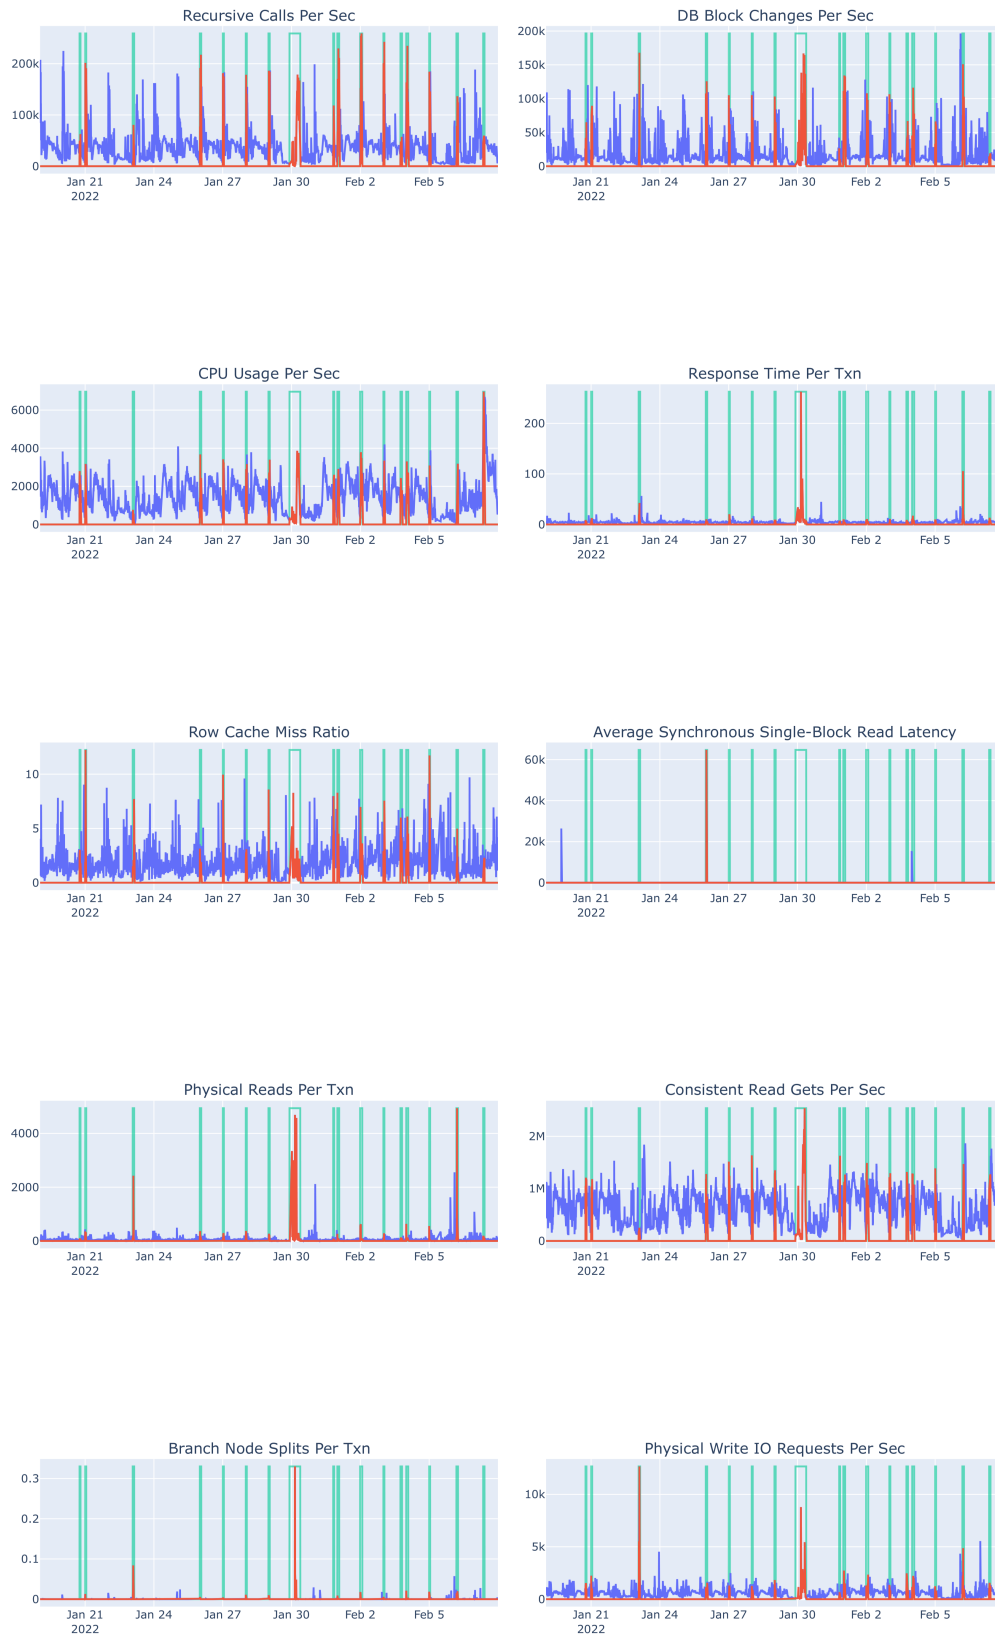 Recursive Calls Per Sec
DB Block Changes Per Sec
200k
100k
0
Jan 21
2022
Jan 24
Jan 27
Jan 30
Feb 2
Feb 5
200k
150k
100k
50k
0
Jan 21
2022
Jan 24
Jan 27
Jan 30
Feb 2
Feb 5
CPU Usage Per Sec
Response Time Per Txn
6000
4000
2000
0
Jan 21
2022
Jan 24
Jan 27
Jan 30
Feb 2
Feb 5
200
100
0
Jan 21
2022
Jan 24
Jan 27
Jan 30
Feb 2
Feb 5
Row Cache Miss Ratio
Average Synchronous Single-Block Read Latency
10
5
0
Jan 21
2022
Jan 24
Jan 27
Jan 30
Feb 2
Feb 5
60k
40k
20k
0
Jan 21
2022
Jan 24
Jan 27
Jan 30
Feb 2
Feb 5
Physical Reads Per Txn
Consistent Read Gets Per Sec
4000
2000
0
Jan 21
2022
Jan 24
Jan 27
Jan 30
Feb 2
Feb 5
2M
1M
0
Jan 21
2022
Jan 24
Jan 27
Jan 30
Feb 2
Feb 5
Branch Node Splits Per Txn
Physical Write IO Requests Per Sec
0.3
0.2
0.1
0
Jan 21
2022
Jan 24
Jan 27
Jan 30
Feb 2
Feb 5
10k
5k
0
Jan 21
2022
Jan 24
Jan 27
Jan 30
Feb 2
Feb 5